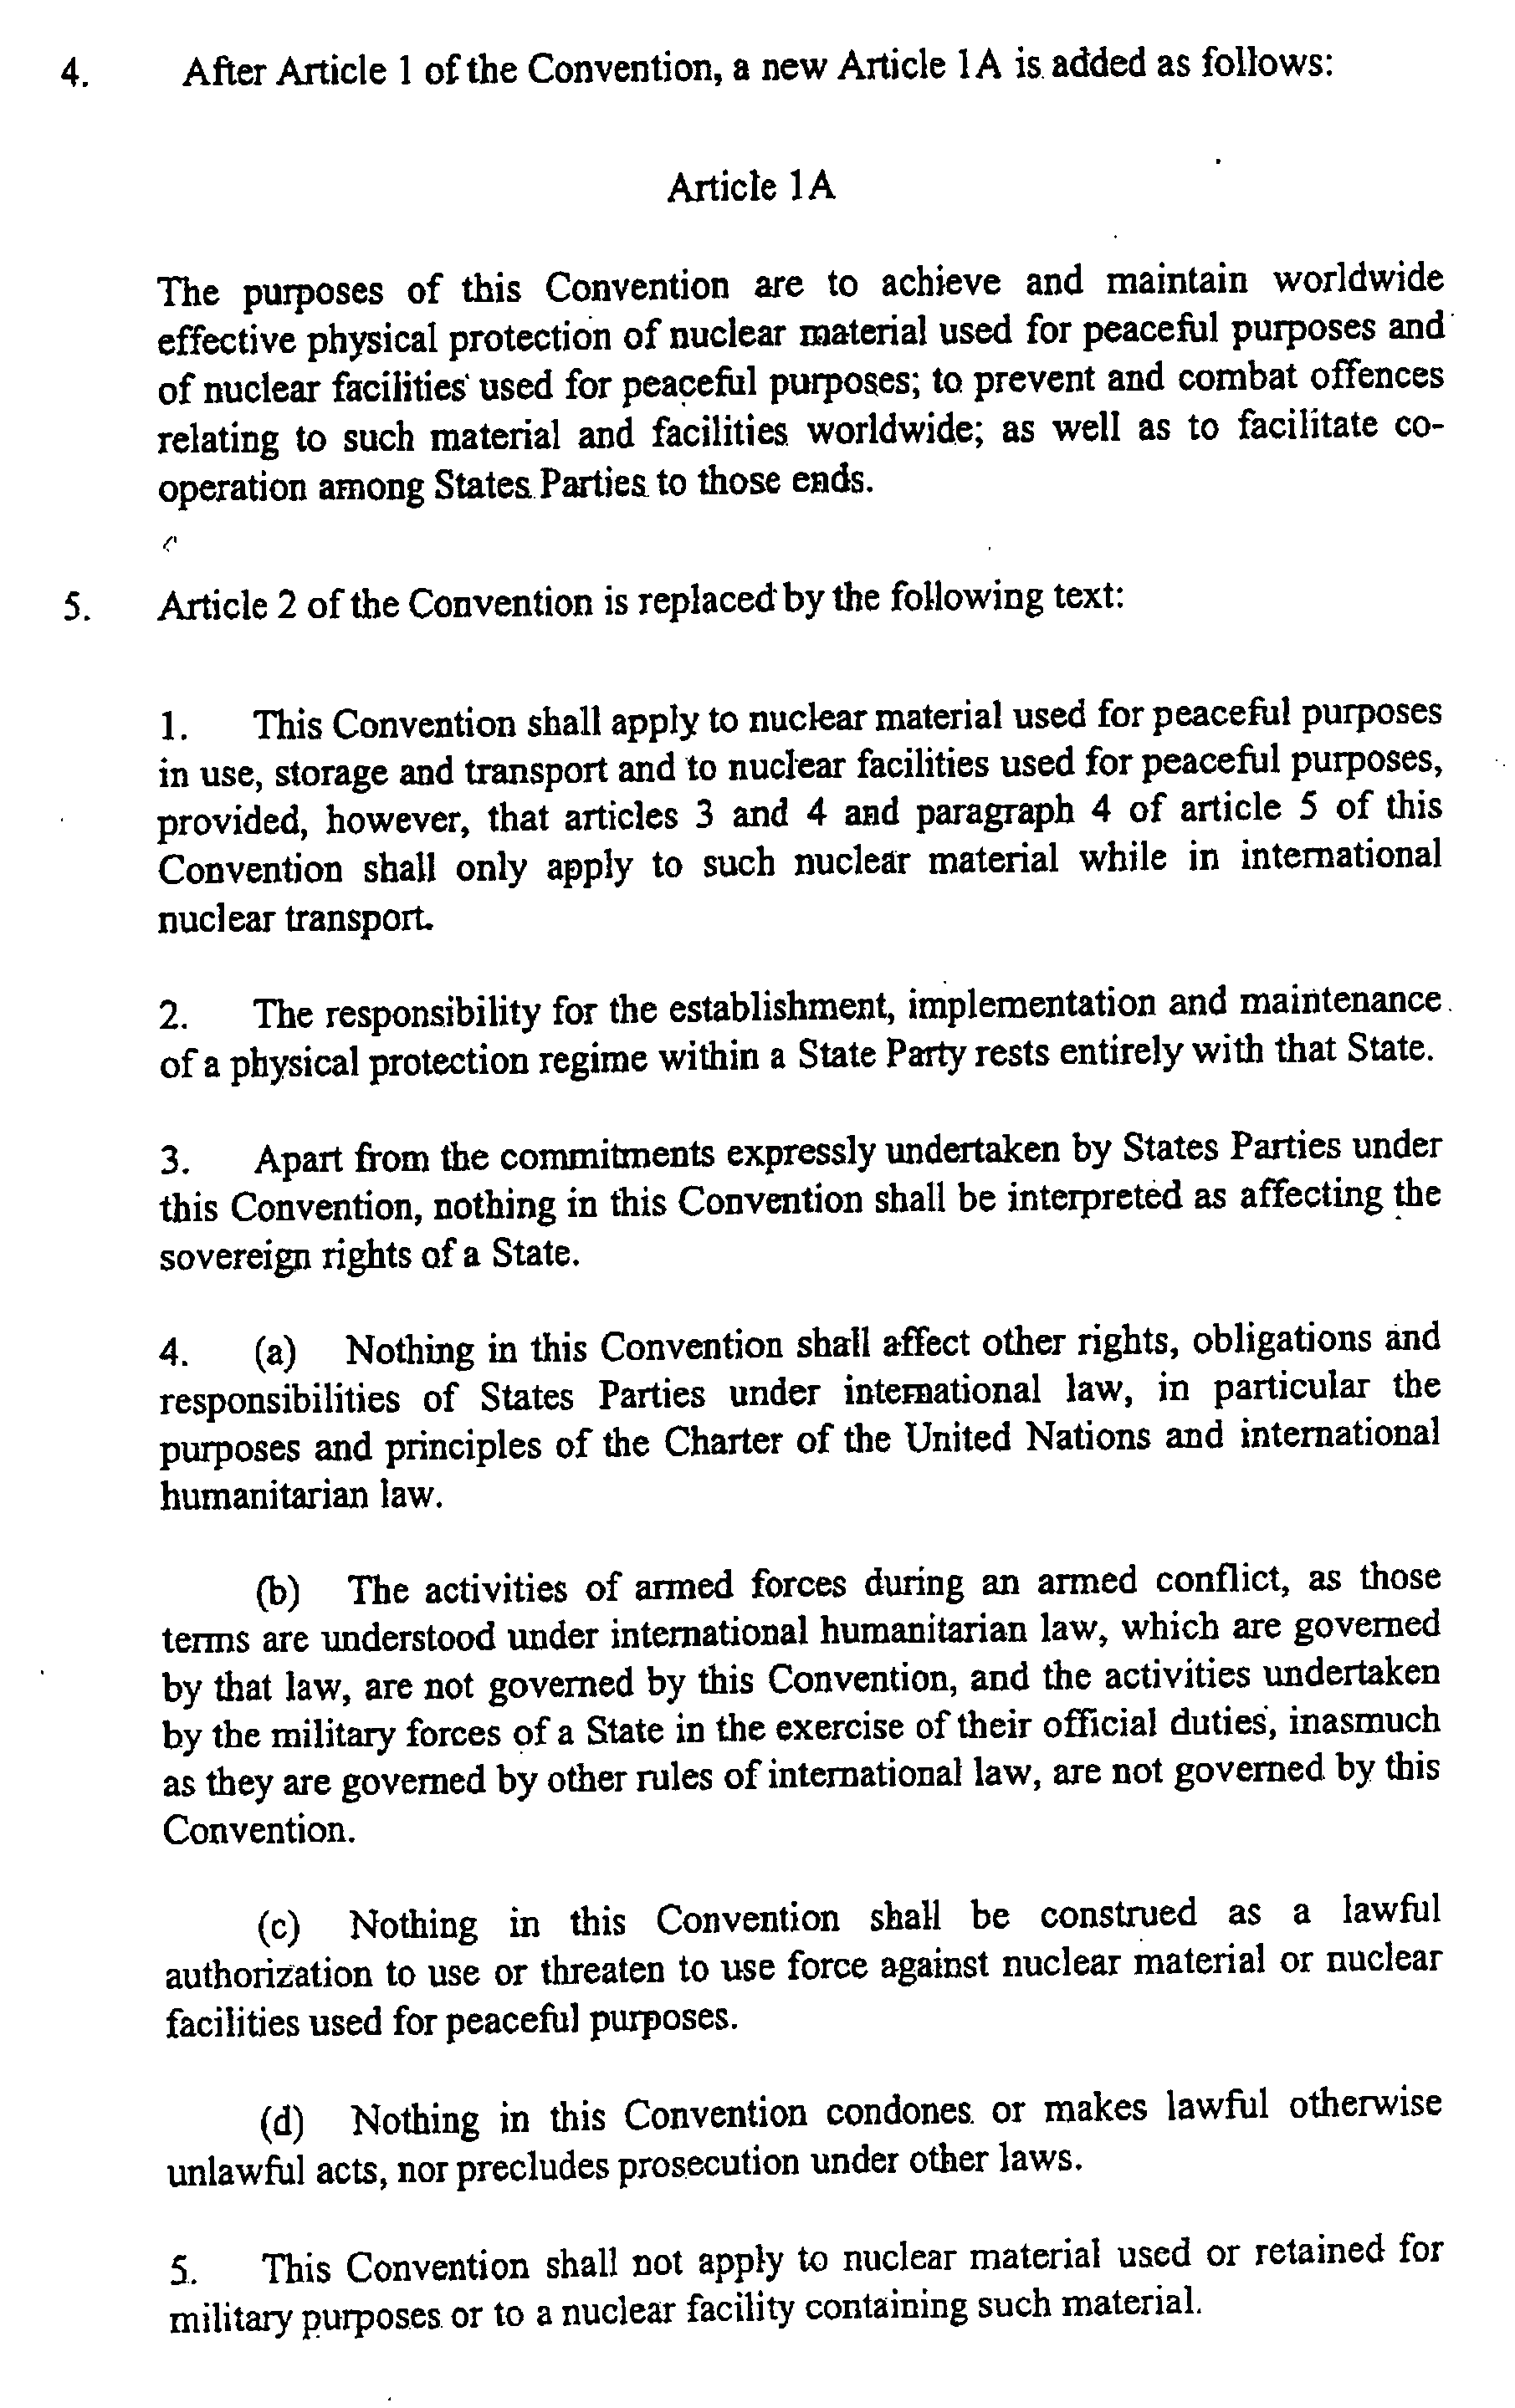 4. After Article 1 of the Convention, a new Article 1A is added as follows:
Article 1A
The purposes of this Convention are to achieve and maintain worldwide
effective physical protection of nuclear material used for peaceful purposes and
of nuclear facilities used for peaceful purposes; to prevent and combat offences
relating to such material and facilities worldwide; as well as to facilitate co-
operation among States Parties to those ends.
5. Article 2 of the Convention is replaced by the following text:
1. This Convention shall apply to nuclear material used for peaceful purposes
in use, storage and transport and to nuclear facilities used for peaceful purposes,
provided, however, that articles 3 and 4 and paragraph 4 of article 5 of this
Convention shall only apply to such nuclear material while in international
nuclear transport.
2. The responsibility for the establishment, implementation and maintenance
of a physical protection regime within a State Party rests entirely with that State.
3. Apart from the commitments expressly undertaken by States Parties under
this Convention, nothing in this Convention shall be interpreted as affecting the
sovereign rights of a State.
4. (a) Nothing in this Convention shall affect other rights, obligations and
responsibilities of States Parties under international law, in particular the
purposes and principles of the Charter of the United Nations and international
humanitarian law.
(b) The activities of armed forces during an armed conflict, as those
terms are understood under international humanitarian law, which are governed
by that law, are not governed by this Convention, and the activities undertaken
by the military forces of a State in the exercise of their official duties, inasmuch
as they are governed by other rules of international law, are not governed by this
Convention.
(c) Nothing in this Convention shall be construed as a lawful
authorization to use or threaten to use force against nuclear material or nuclear
facilities used for peaceful purposes.
(d) Nothing in this Convention condones or makes lawful otherwise
unlawful acts, nor precludes prosecution under other laws.
5. This Convention shall not apply to nuclear material used or retained for
military purposes or to a nuclear facility containing such material.